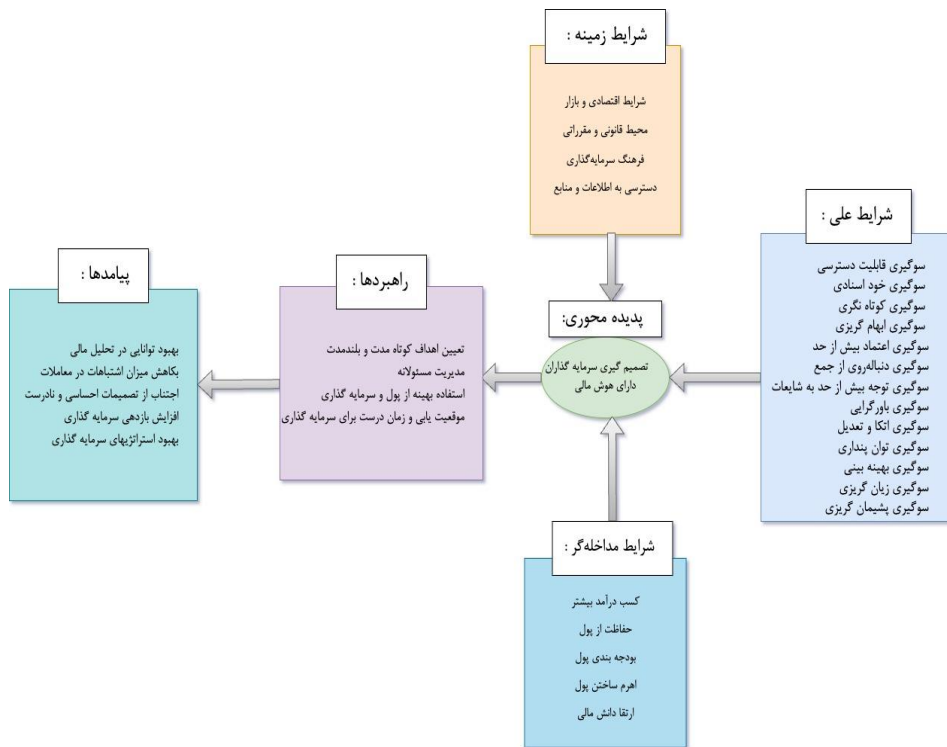 شرایط زمینه :
شرایط اقتصادی و بازار
محیط قانونی و مقرراتی
فرهنگ سرمایه‌گذاری
دسترسی به اطلاعات و منابع
شرایط علی :
سوگیری قابلیت دسترسی
سوگیری خود اسنادی
سوگیری کوتاه نگری
سوگیری ابهام گریزی
سوگیری اعتماد بیش از حد
سوگیری دنباله‌روی از جمع
سوگیری توجه بیش از حد به شایعات
سوگیری باورگرایی
سوگیری اتکا و تعدیل
سوگیری توان پنداری
سوگیری بهینه بینی
سوگیری زیان گریزی
سوگیری پشیمان گریزی
پدیده محوری:
تصمیم گیری سرمایه گذاران
دارای هوش مالی
راهبردها :
تعیین اهداف کوتاه مدت و بلندمدت
مدیریت مسئولانه
استفاده بهینه از پول و سرمایه گذاری
موقعیت یابی و زمان درست برای سرمایه گذاری
پیامدها :
بهبود توانایی در تحلیل مالی
بکاهش میزان اشتباهات در معاملات
اجتناب از تصمیمات احساسی و نادرست
افزایش بازدهی سرمایه گذاری
بهبود استراتژیهای سرمایه گذاری
شرایط مداخله‌گر :
کسب درآمد بیشتر
حفاظت از پول
بودجه بندی پول
اهرم ساختن پول
ارتقا دانش مالی